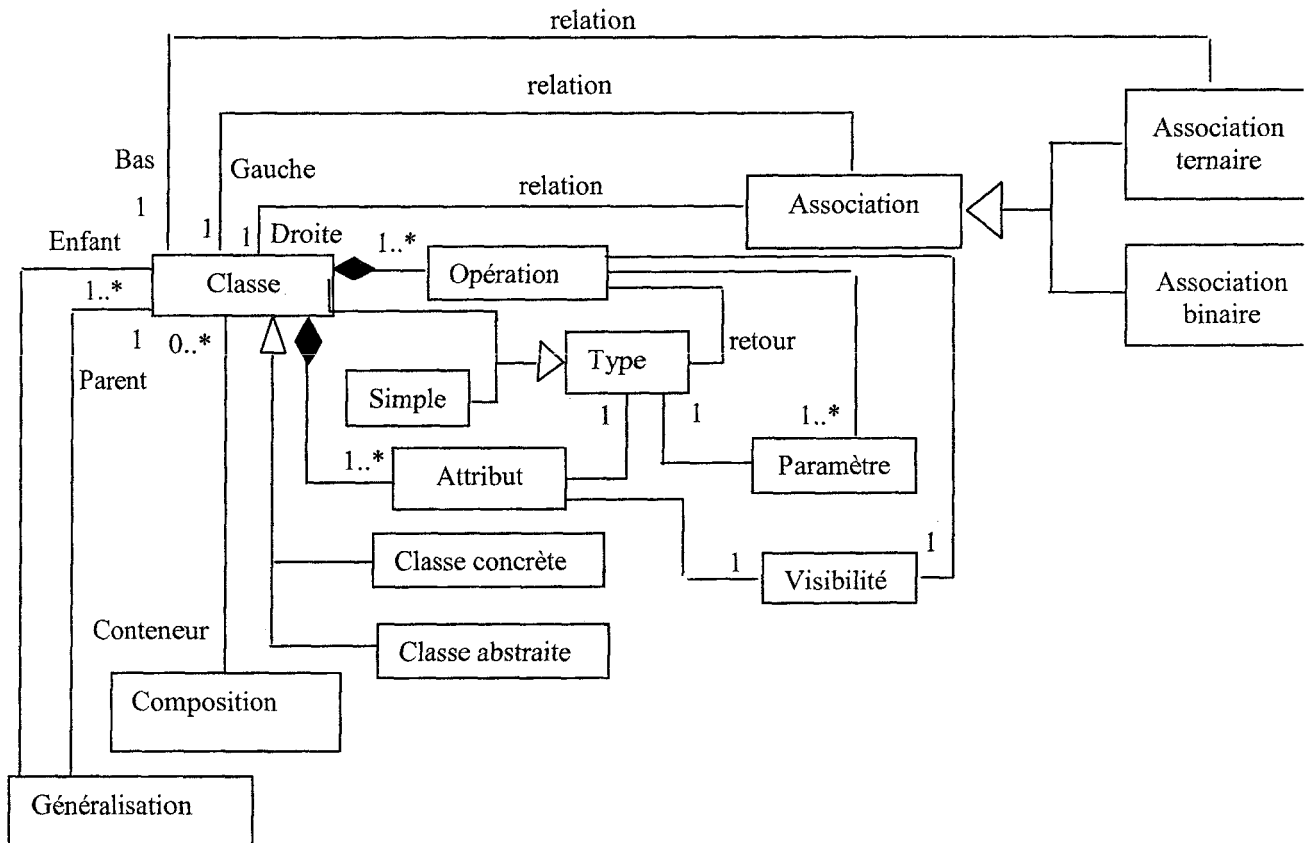 relation
relation
Association
ternaire
Bas
Gauche
relation
Association
1
1
1
Droite
Enfant
1..*
Opération
Classe
Association
binaire
1..*
1
0..*
Type
retour
Parent
Simple
1
1
1..*
1..*
Attribut
Paramètre
Classe concrète
1
1
Visibilité
Conteneur
Classe abstraite
Composition
Généralisation